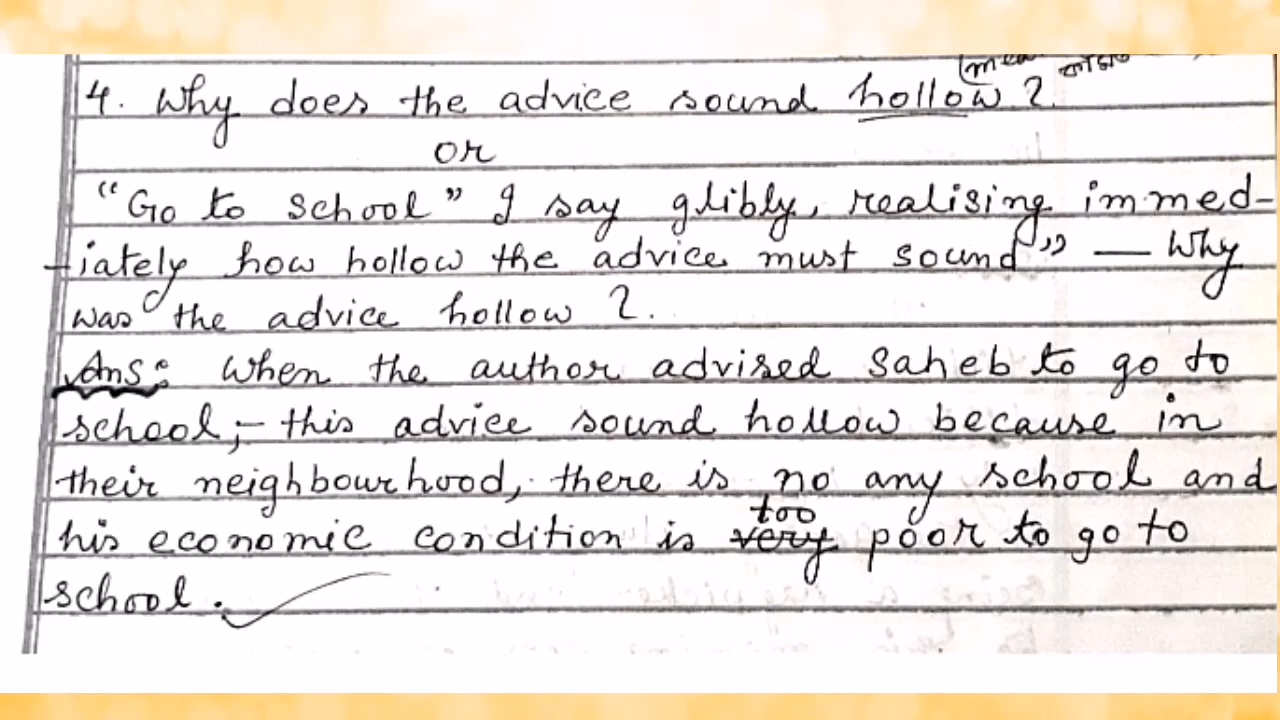 4. Why does the advice sound hollow ?
or
“Go to school” I say glibly, realising immed-
-iately how hollow the advice must sound” — Why
was the advice hollow ?
Ans: When the author advised Saheb to go to
school,- this advice sound hollow because in
their neighbourhood, there is no any school and
too
his economic condition is very poor to go to
school.